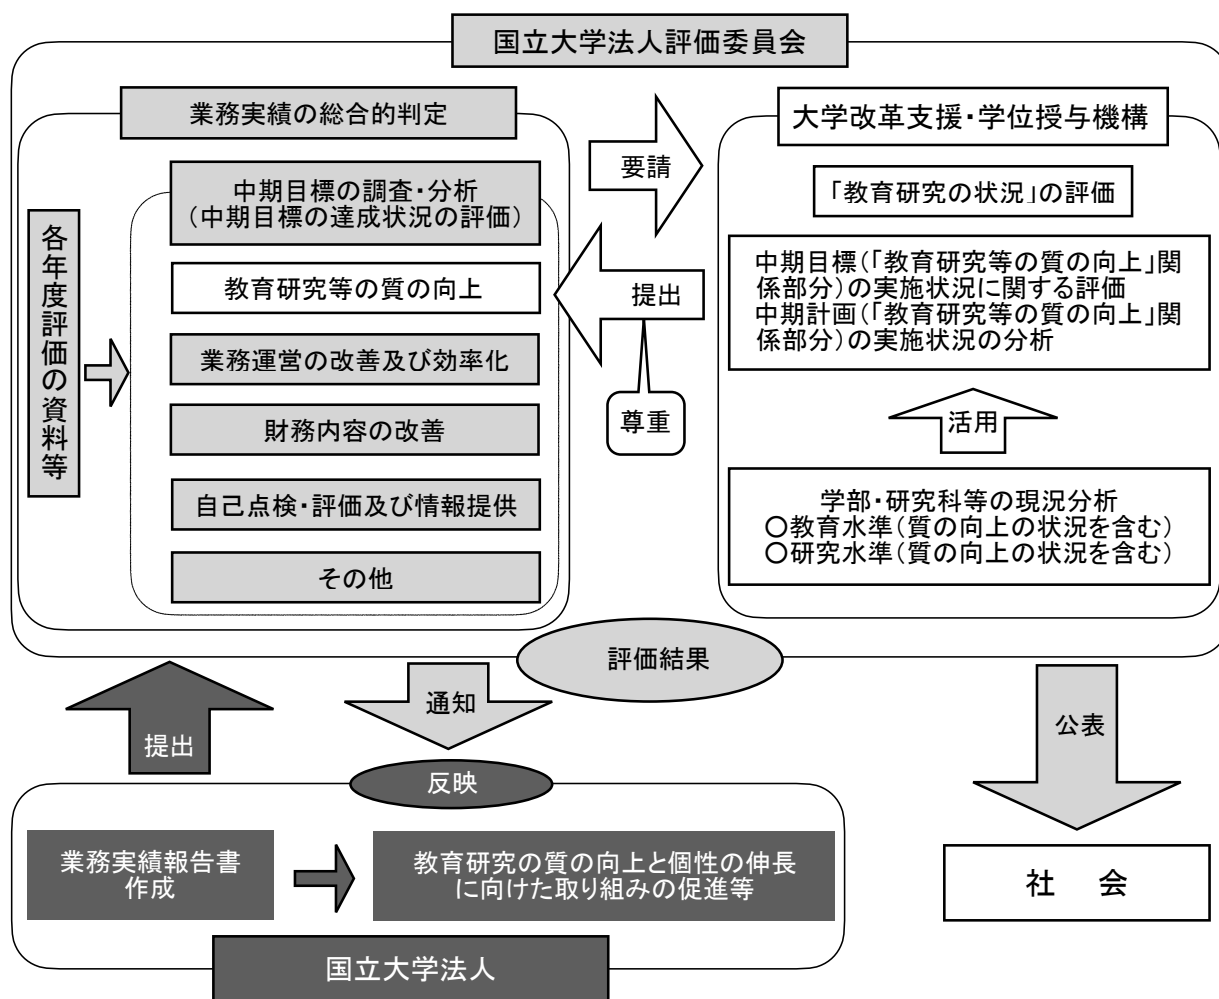 国立大学法人評価委員会
業務実績の総合的判定
中期目標の調査・分析
(中期目標の達成状況の評価)
教育研究等の質の向上
業務運営の改善及び効率化
財務内容の改善
自己点検・評価及び情報提供
その他
各年度評価の資料等
要請
提出
尊重
大学改革支援・学位授与機構
「教育研究の状況」の評価
中期目標(「教育研究等の質の向上」関
係部分)の実施状況に関する評価
中期計画(「教育研究等の質の向上」関
係部分)の実施状況の分析
活用
学部・研究科等の現況分析
○教育水準(質の向上の状況を含む)
○研究水準(質の向上の状況を含む)
評価結果
提出
通知
公表
反映
業務実績報告書
作成
教育研究の質の向上と個性の伸長
に向けた取り組みの促進等
国立大学法人
社 会